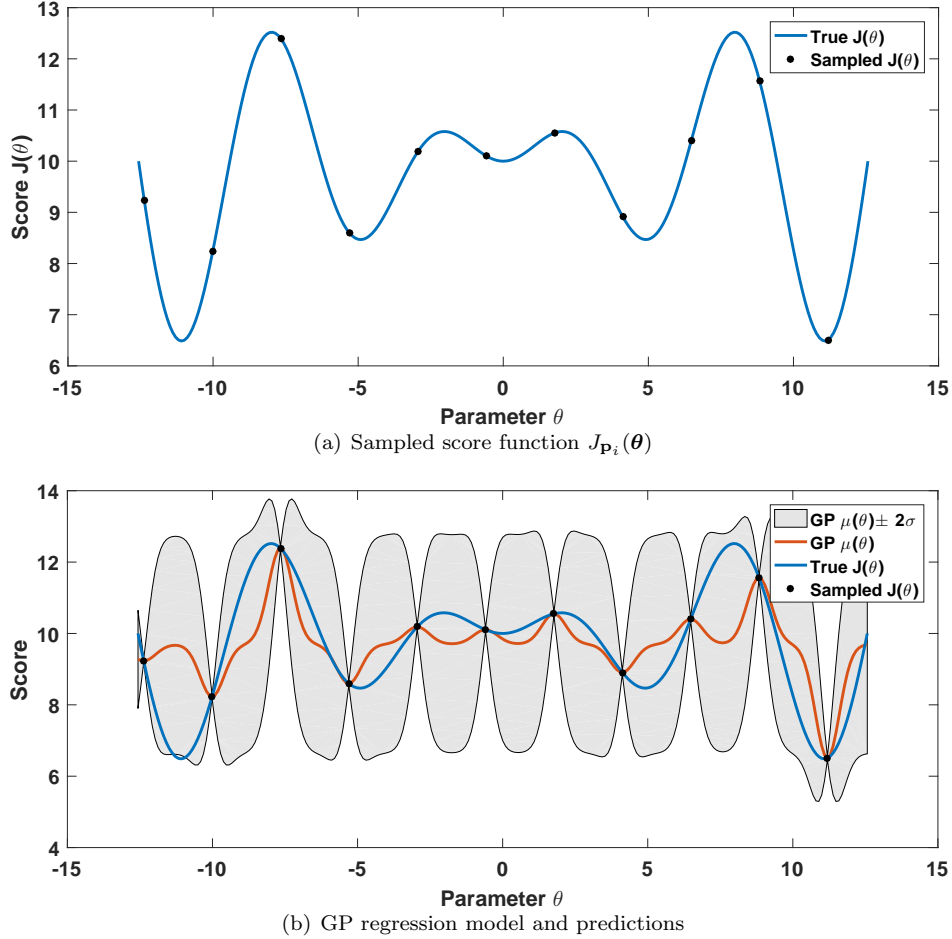 13
12
11
10
9
8
7
6
Score J(θ)
True J(θ)
Sampled J(θ)
-15 -10 -5 0 5 10 15
Parameter θ
(a) Sampled score function J_{p_i}(θ)
14
12
10
8
6
4
Score
GP μ(θ)± 2σ
GP μ(θ)
True J(θ)
Sampled J(θ)
-15 -10 -5 0 5 10 15
Parameter θ
(b) GP regression model and predictions